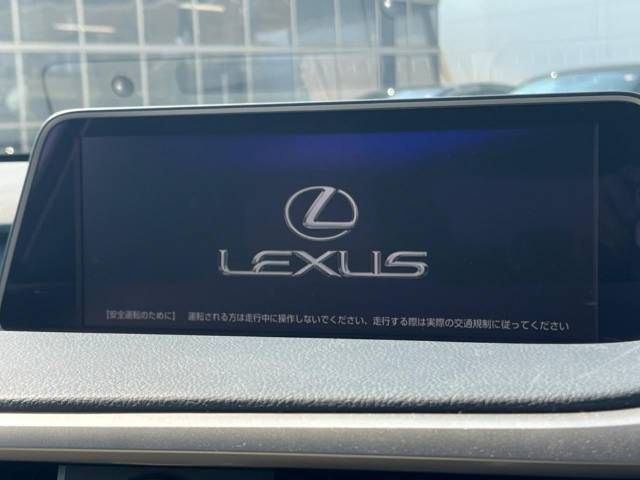 LEXUS
【安全運転のために】 運転される方は走行中に操作しないでください、走行する際は実際の交通規制に従ってください